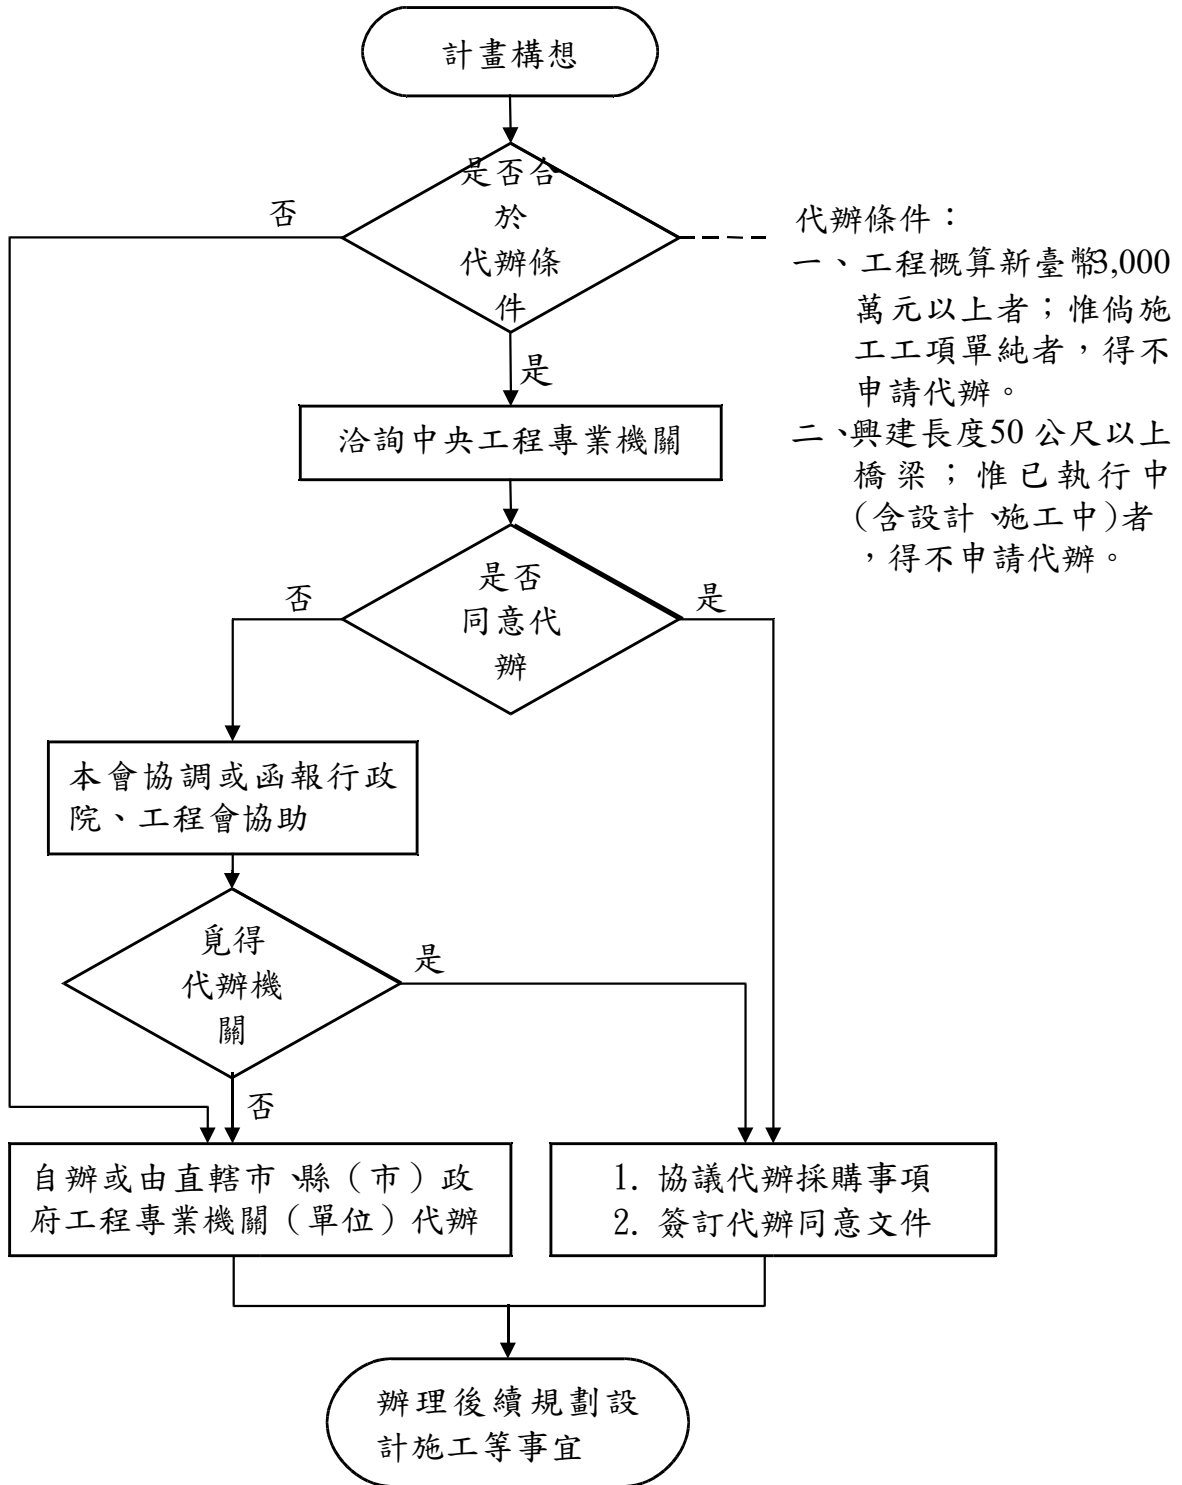 計畫構想
是否合
於
代辦條
件
否
代辦條件：
一、工程概算新臺幣3,000
萬元以上者；惟倘施
工工項單純者，得不
申請代辦。
二、興建長度50 公尺以上
橋梁；惟已執行中
(含設計、施工中)者
，得不申請代辦。
是
洽詢中央工程專業機關
是否
同意代
辦
否
是
本會協調或函報行政
院、工程會協助
覓得
代辦機
關
是
否
自辦或由直轄市、縣（市）政
府工程專業機關（單位）代辦
1. 協議代辦採購事項
2. 簽訂代辦同意文件
辦理後續規劃設
計施工等事宜